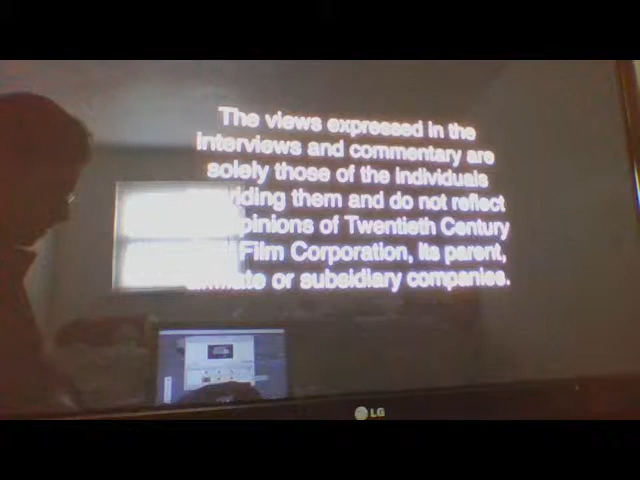 The views expressed in the
interviews and commentary are
solely those of the individuals
them and do not reflect
of Twentieth Century
Film Corporation, its parent,
or subsidiary companies.
LG